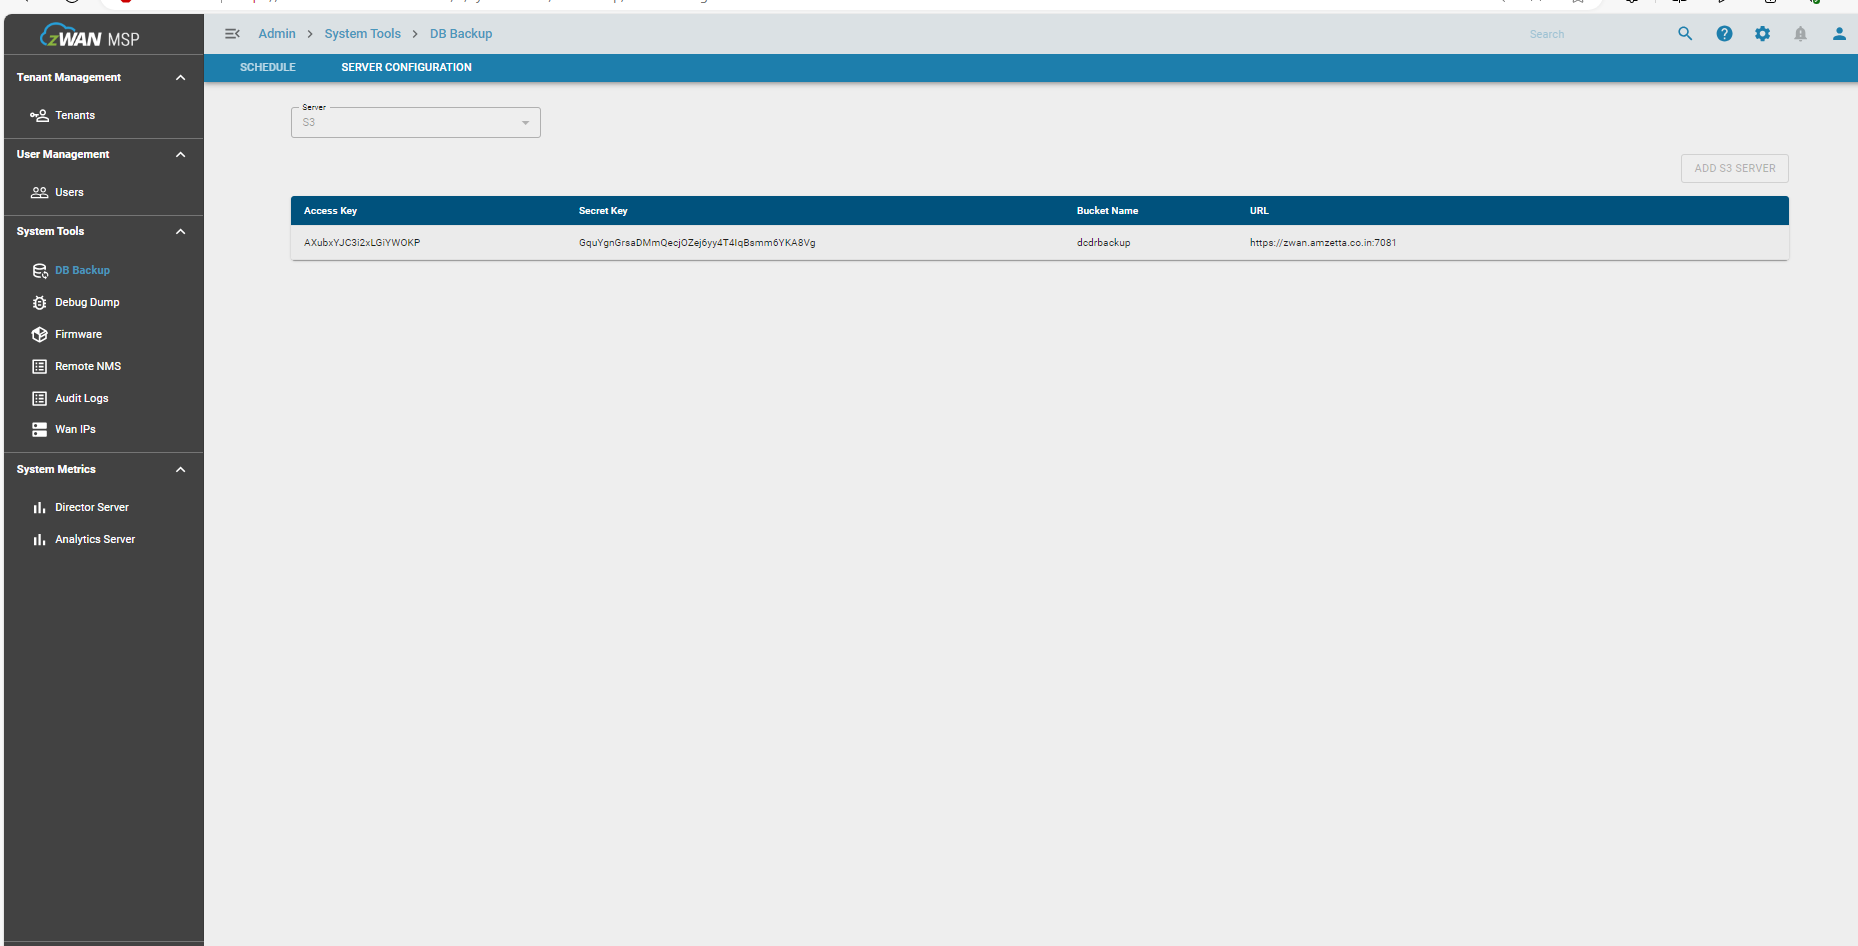 zWAN MSP
Admin > System Tools > DB Backup
Search
SCHEDULE
SERVER CONFIGURATION
Tenant Management
Tenants
User Management
Users
System Tools
DB Backup
Debug Dump
Firmware
Remote NMS
Audit Logs
Wan IPs
System Metrics
Director Server
Analytics Server
Server
S3
ADD S3 SERVER
Access Key Secret Key Bucket Name URL
AXubxYJC3i2xLGiYWOKP GquYgnGrsaDMmQecjOZej6yy4T4IqBsmm6YKA8Vg dcdrbackup https://zwan.amzetta.co.in:7081